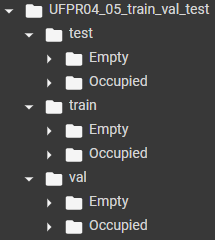 UFPR04_05_train_val_test
test
Empty
Occupied
train
Empty
Occupied
val
Empty
Occupied